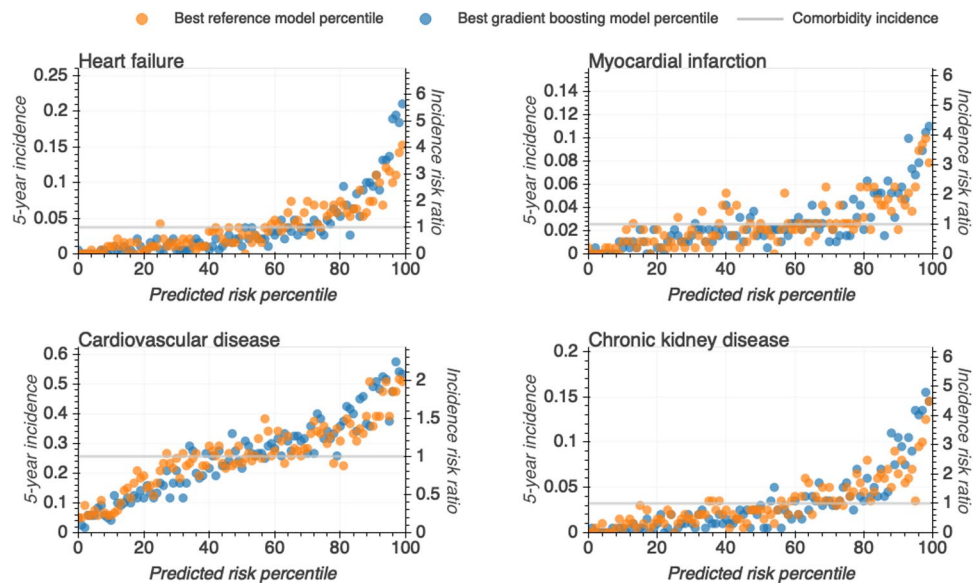 Best reference model percentile Best gradient boosting model percentile Comorbidity incidence
Heart failure
0.25
0.2
0.15
0.1
0.05
0
5-year incidence
6
5
4
3
2
1
0
Incidence risk ratio
0 20 40 60 80 100
Predicted risk percentile
Myocardial infarction
0.14
0.12
0.1
0.08
0.06
0.04
0.02
0
5-year incidence
6
5
4
3
2
1
0
Incidence risk ratio
0 20 40 60 80 100
Predicted risk percentile
Cardiovascular disease
0.6
0.5
0.4
0.3
0.2
0.1
0
5-year incidence
2
1.5
1
0.5
0
Incidence risk ratio
0 20 40 60 80 100
Predicted risk percentile
Chronic kidney disease
0.2
0.15
0.1
0.05
0
5-year incidence
6
5
4
3
2
1
0
Incidence risk ratio
0 20 40 60 80 100
Predicted risk percentile